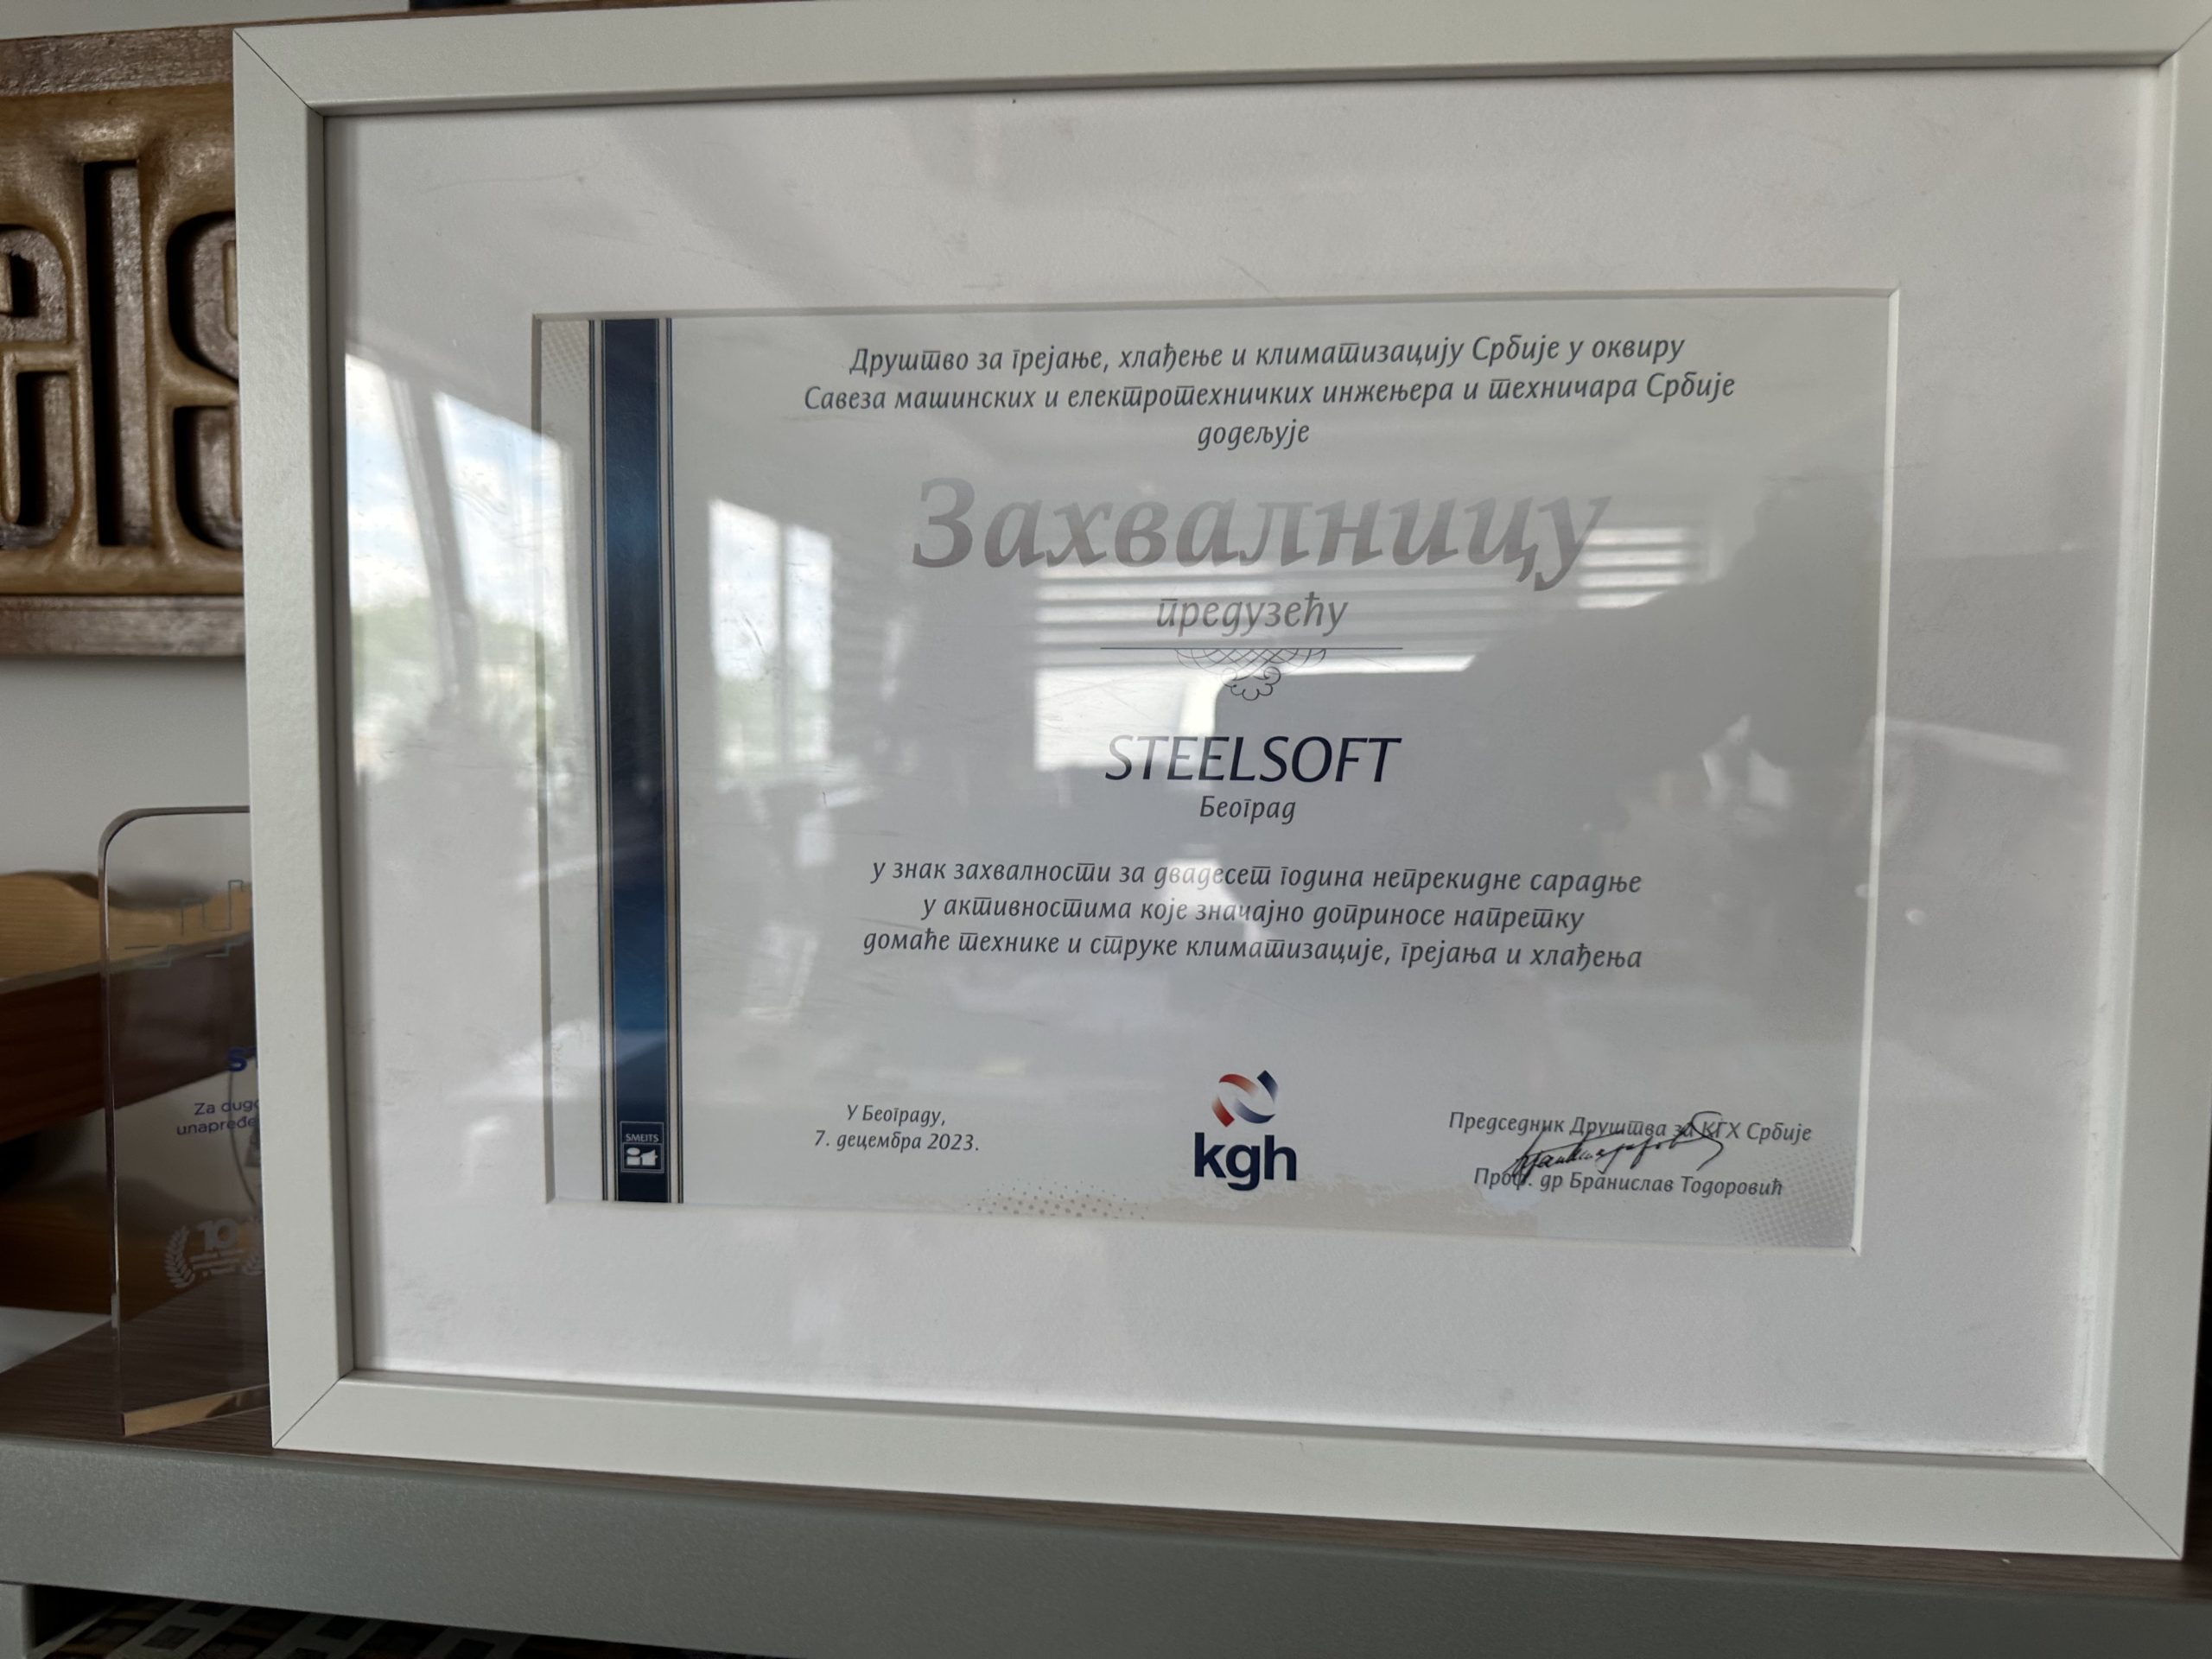 Друштво за грејање, хлађење и климатизацију Србије у оквиру
Савеза машинских и електротехничких инжењера и техничара Србије
додељује
Захвалницу
предузећу
STEELSOFT
Београд
у знак захвалности за двадесет година непрекидне сарадње
у активностима које значајно доприносе напретку
домаће технике и струке климатизације, грејања и хлађења
У Београду,
7. децембра 2023.
SMEITS
kgh
Председник Друштва за КГХ Србије
Проф. др Бранислав Тодоровић
Za
10